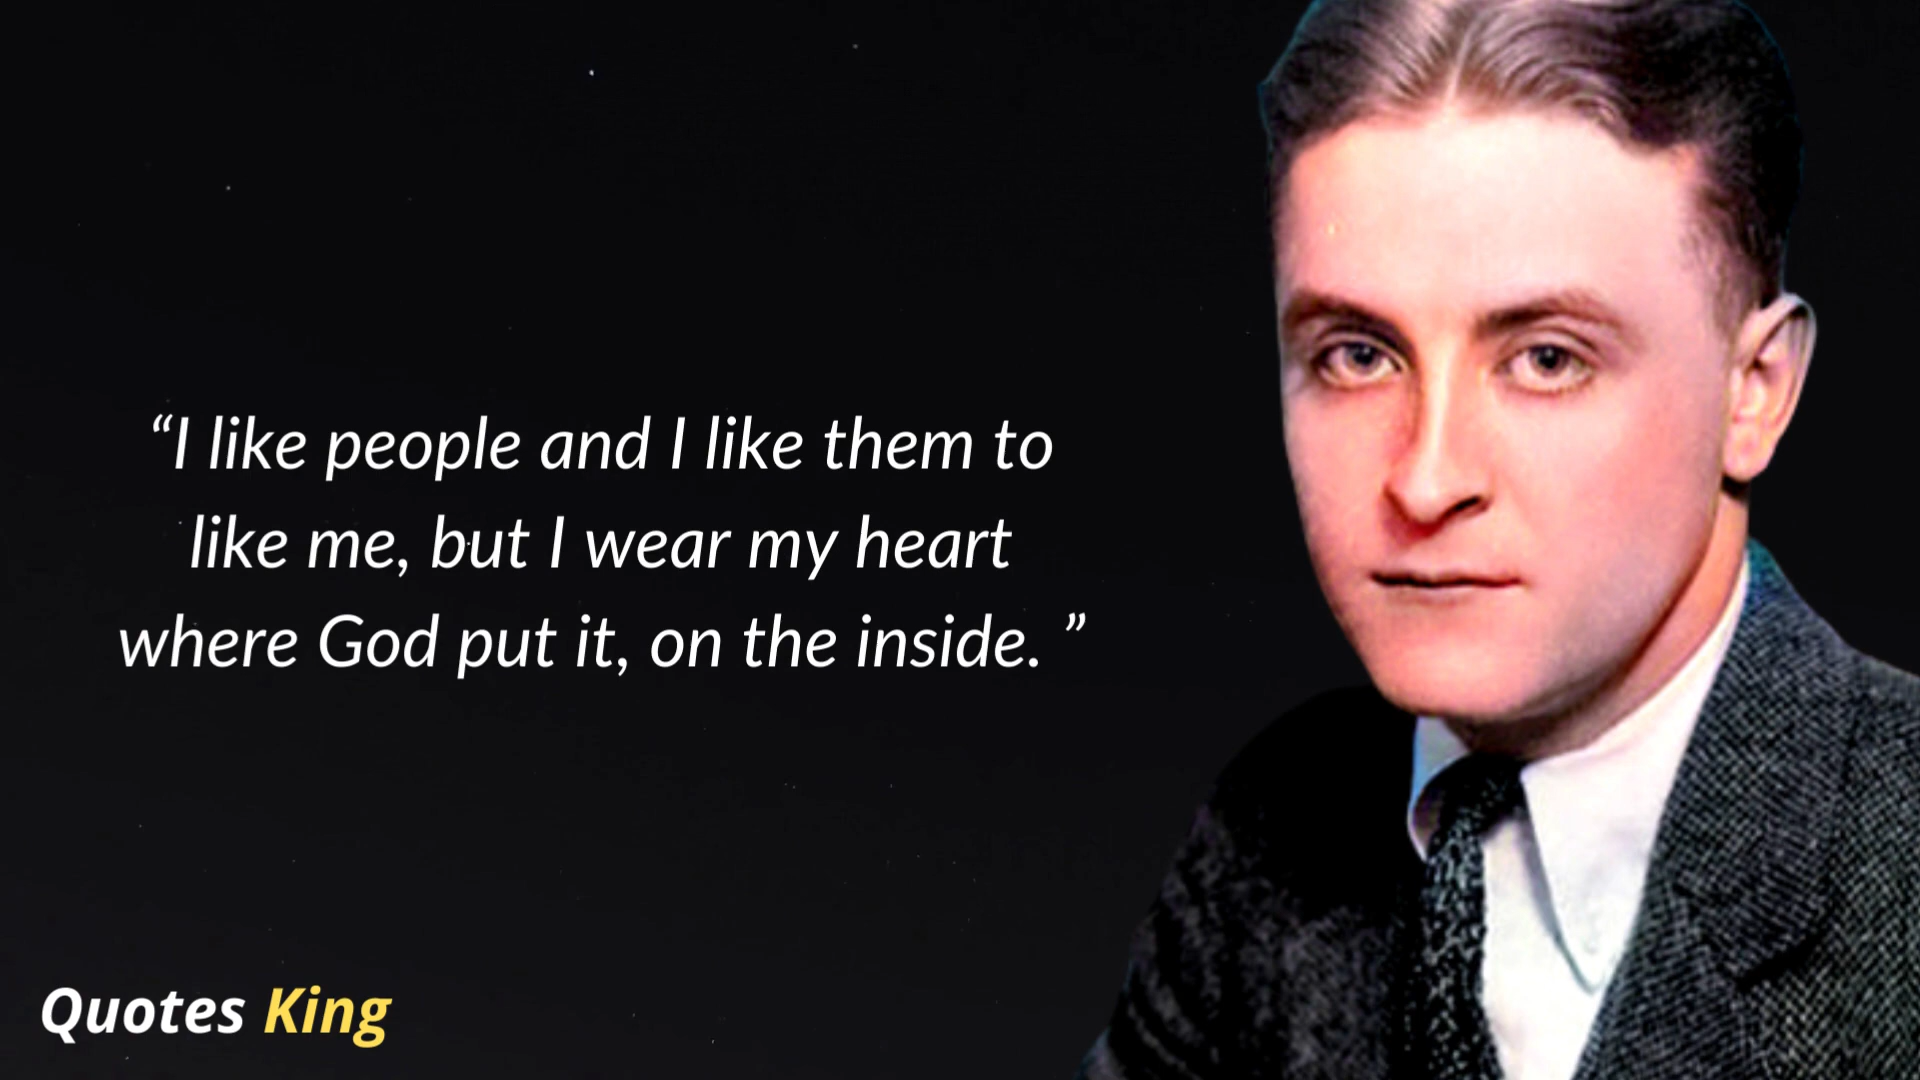 “I like people and I like them to
like me, but I wear my heart
where God put it, on the inside. ”
Quotes King